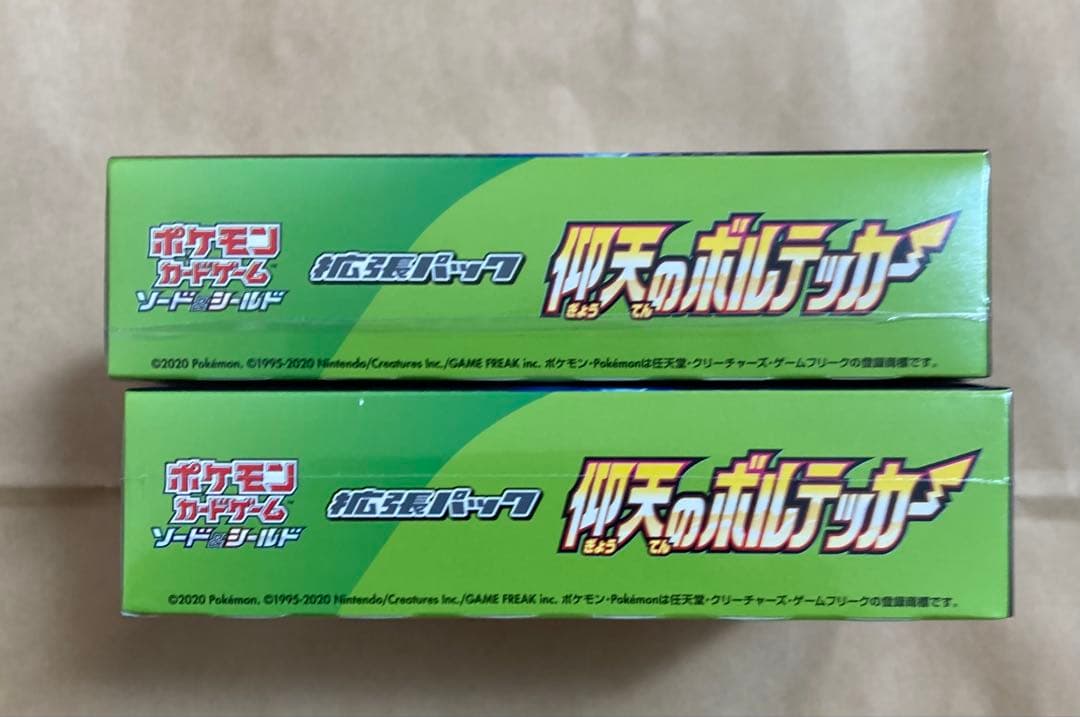 ポケモン
カードゲーム
ソード&シールド
拡張パック
仰天のボルテッカー
ぎょう てん
©2020 Pokémon. ©1995-2020 Nintendo/Creatures Inc./GAME FREAK inc. ポケモン・Pokémonは任天堂・クリーチャーズ・ゲームフリークの登録商標です。
ポケモン
カードゲーム
ソード&シールド
拡張パック
仰天のボルテッカー
ぎょう てん
©2020 Pokémon. ©1995-2020 Nintendo/Creatures Inc./GAME FREAK inc. ポケモン・Pokémonは任天堂・クリーチャーズ・ゲームフリークの登録商標です。